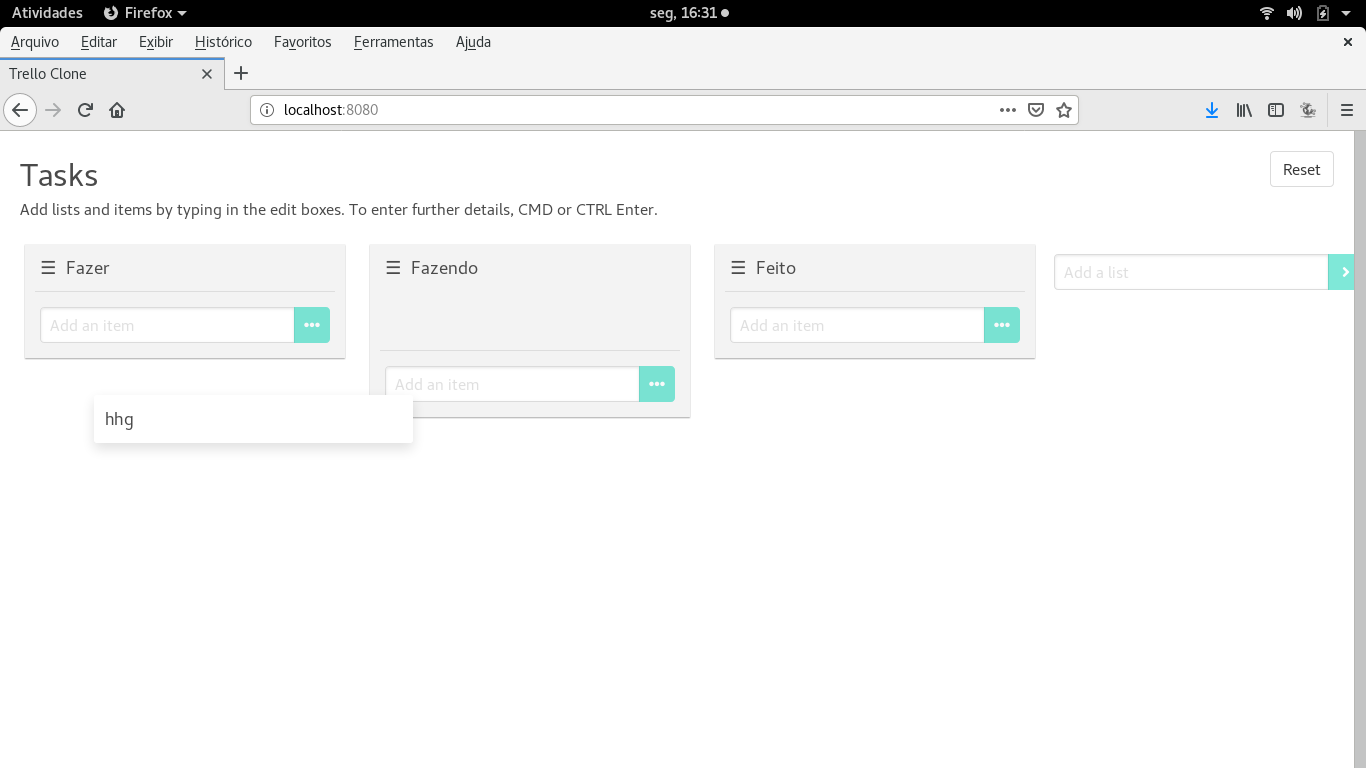 Atividades Firefox seg, 16:31
Arquivo Editar Exibir Histórico Favoritos Ferramentas Ajuda
Trello Clone
localhost:8080
Tasks
Reset
Add lists and items by typing in the edit boxes. To enter further details, CMD or CTRL Enter.
Fazer
Fazendo
Feito
Add a list
Add an item
Add an item
Add an item
hhg